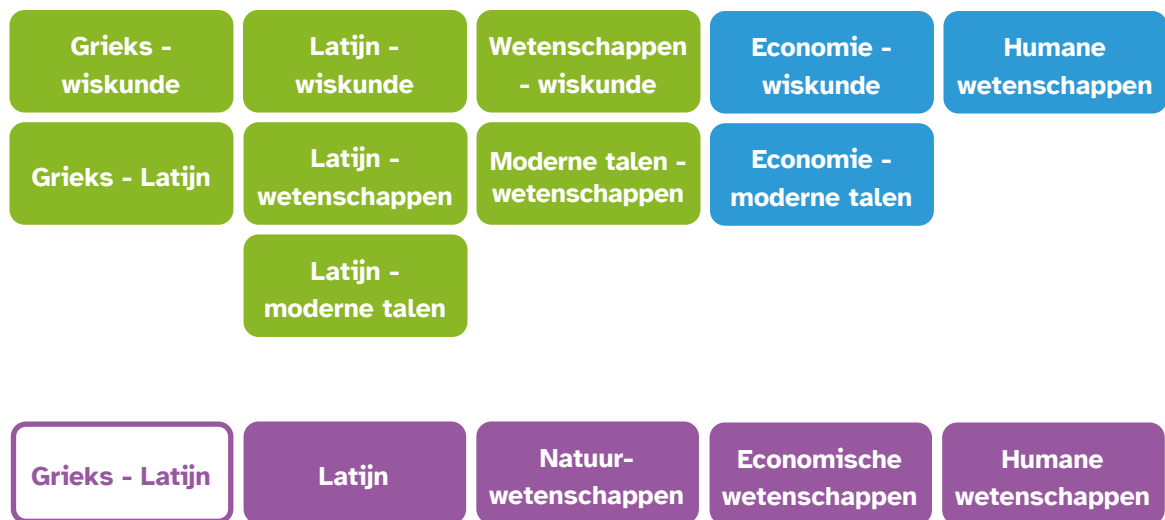 Grieks -
wiskunde
Latijn -
wiskunde
Wetenschappen
- wiskunde
Economie -
wiskunde
Humane
wetenschappen
Grieks - Latijn
Latijn -
wetenschappen
Moderne talen -
wetenschappen
Economie -
moderne talen
Latijn -
moderne talen
Grieks - Latijn
Latijn
Natuur-
wetenschappen
Economische
wetenschappen
Humane
wetenschappen